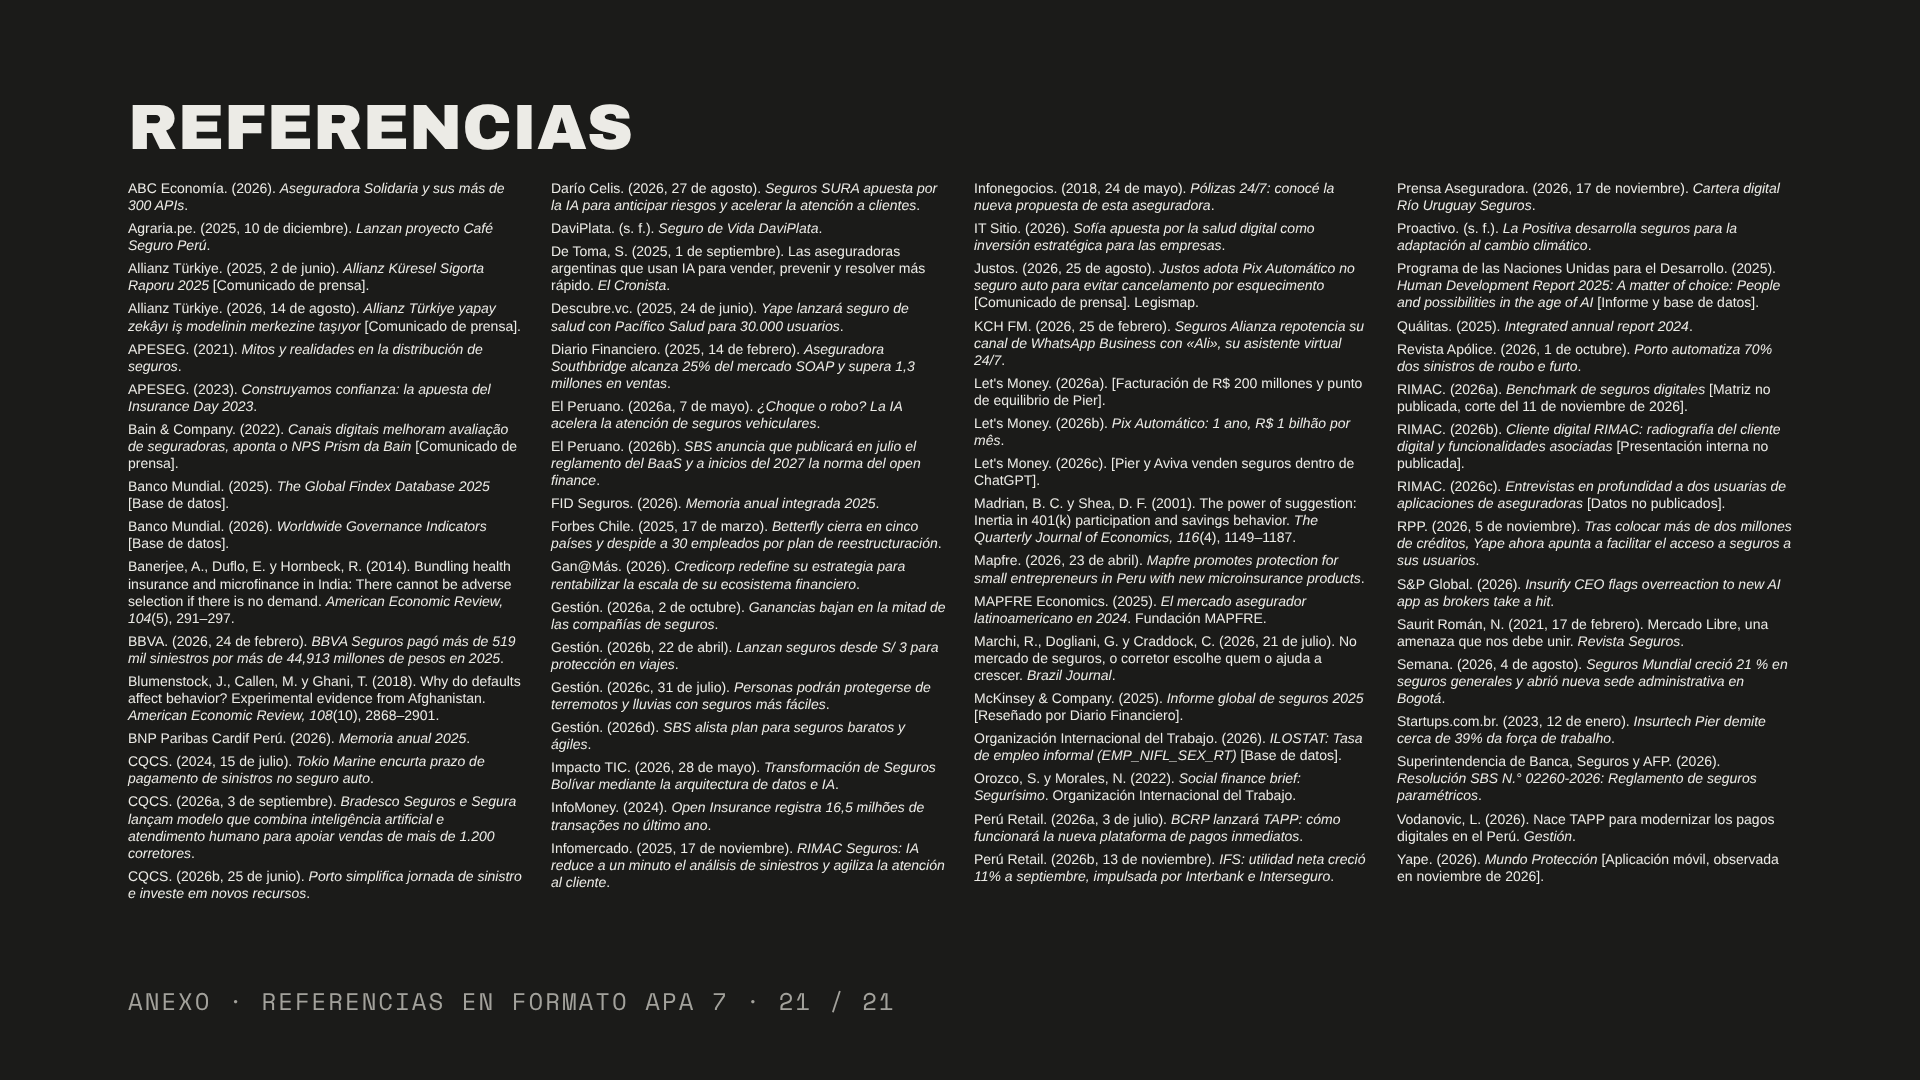 REFERENCIAS
ABC Economía. (2026). Aseguradora Solidaria y sus más de
300 APIs.
Agraria.pe. (2025, 10 de diciembre). Lanzan proyecto Café
Seguro Perú.
Allianz Türkiye. (2025, 2 de junio). Allianz Küresel Sigorta
Raporu 2025 [Comunicado de prensa].
Allianz Türkiye. (2026, 14 de agosto). Allianz Türkiye yapay
zekâyı iş modelinin merkezine taşıyor [Comunicado de prensa].
APESEG. (2021). Mitos y realidades en la distribución de
seguros.
APESEG. (2023). Construyamos confianza: la apuesta del
Insurance Day 2023.
Bain & Company. (2022). Canais digitais melhoram avaliação
de seguradoras, aponta o NPS Prism da Bain [Comunicado de
prensa].
Banco Mundial. (2025). The Global Findex Database 2025
[Base de datos].
Banco Mundial. (2026). Worldwide Governance Indicators
[Base de datos].
Banerjee, A., Duflo, E. y Hornbeck, R. (2014). Bundling health
insurance and microfinance in India: There cannot be adverse
selection if there is no demand. American Economic Review,
104(5), 291–297.
BBVA. (2026, 24 de febrero). BBVA Seguros pagó más de 519
mil siniestros por más de 44,913 millones de pesos en 2025.
Blumenstock, J., Callen, M. y Ghani, T. (2018). Why do defaults
affect behavior? Experimental evidence from Afghanistan.
American Economic Review, 108(10), 2868–2901.
BNP Paribas Cardif Perú. (2026). Memoria anual 2025.
CQCS. (2024, 15 de julio). Tokio Marine encurta prazo de
pagamento de sinistros no seguro auto.
CQCS. (2026a, 3 de septiembre). Bradesco Seguros e Segura
lançam modelo que combina inteligência artificial e
atendimento humano para apoiar vendas de mais de 1.200
corretores.
CQCS. (2026b, 25 de junio). Porto simplifica jornada de sinistro
e investe em novos recursos.
Darío Celis. (2026, 27 de agosto). Seguros SURA apuesta por
la IA para anticipar riesgos y acelerar la atención a clientes.
DaviPlata. (s. f.). Seguro de Vida DaviPlata.
De Toma, S. (2025, 1 de septiembre). Las aseguradoras
argentinas que usan IA para vender, prevenir y resolver más
rápido. El Cronista.
Descubre.vc. (2025, 24 de junio). Yape lanzará seguro de
salud con Pacífico Salud para 30.000 usuarios.
Diario Financiero. (2025, 14 de febrero). Aseguradora
Southbridge alcanza 25% del mercado SOAP y supera 1,3
millones en ventas.
El Peruano. (2026a, 7 de mayo). ¿Choque o robo? La IA
acelera la atención de seguros vehiculares.
El Peruano. (2026b). SBS anuncia que publicará en julio el
reglamento del BaaS y a inicios del 2027 la norma del open
finance.
FID Seguros. (2026). Memoria anual integrada 2025.
Forbes Chile. (2025, 17 de marzo). Betterfly cierra en cinco
países y despide a 30 empleados por plan de reestructuración.
Gan@Más. (2026). Credicorp redefine su estrategia para
rentabilizar la escala de su ecosistema financiero.
Gestión. (2026a, 2 de octubre). Ganancias bajan en la mitad de
las compañías de seguros.
Gestión. (2026b, 22 de abril). Lanzan seguros desde S/ 3 para
protección en viajes.
Gestión. (2026c, 31 de julio). Personas podrán protegerse de
terremotos y lluvias con seguros más fáciles.
Gestión. (2026d). SBS alista plan para seguros baratos y
ágiles.
Impacto TIC. (2026, 28 de mayo). Transformación de Seguros
Bolívar mediante la arquitectura de datos e IA.
InfoMoney. (2024). Open Insurance registra 16,5 milhões de
transações no último ano.
Infomercado. (2025, 17 de noviembre). RIMAC Seguros: IA
reduce a un minuto el análisis de siniestros y agiliza la atención
al cliente.
Infonegocios. (2018, 24 de mayo). Pólizas 24/7: conocé la
nueva propuesta de esta aseguradora.
IT Sitio. (2026). Sofía apuesta por la salud digital como
inversión estratégica para las empresas.
Justos. (2026, 25 de agosto). Justos adota Pix Automático no
seguro auto para evitar cancelamento por esquecimento
[Comunicado de prensa]. Legismap.
KCH FM. (2026, 25 de febrero). Seguros Alianza repotencia su
canal de WhatsApp Business con «Ali», su asistente virtual
24/7.
Let's Money. (2026a). [Facturación de R$ 200 millones y punto
de equilibrio de Pier].
Let's Money. (2026b). Pix Automático: 1 ano, R$ 1 bilhão por
mês.
Let's Money. (2026c). [Pier y Aviva venden seguros dentro de
ChatGPT].
Madrian, B. C. y Shea, D. F. (2001). The power of suggestion:
Inertia in 401(k) participation and savings behavior. The
Quarterly Journal of Economics, 116(4), 1149–1187.
Mapfre. (2026, 23 de abril). Mapfre promotes protection for
small entrepreneurs in Peru with new microinsurance products.
MAPFRE Economics. (2025). El mercado asegurador
latinoamericano en 2024. Fundación MAPFRE.
Marchi, R., Dogliani, G. y Craddock, C. (2026, 21 de julio). No
mercado de seguros, o corretor escolhe quem o ajuda a
crescer. Brazil Journal.
McKinsey & Company. (2025). Informe global de seguros 2025
[Reseñado por Diario Financiero].
Organización Internacional del Trabajo. (2026). ILOSTAT: Tasa
de empleo informal (EMP_NIFL_SEX_RT) [Base de datos].
Orozco, S. y Morales, N. (2022). Social finance brief:
Segurísimo. Organización Internacional del Trabajo.
Perú Retail. (2026a, 3 de julio). BCRP lanzará TAPP: cómo
funcionará la nueva plataforma de pagos inmediatos.
Perú Retail. (2026b, 13 de noviembre). IFS: utilidad neta creció
11% a septiembre, impulsada por Interbank e Interseguro.
Prensa Aseguradora. (2026, 17 de noviembre). Cartera digital
Río Uruguay Seguros.
Proactivo. (s. f.). La Positiva desarrolla seguros para la
adaptación al cambio climático.
Programa de las Naciones Unidas para el Desarrollo. (2025).
Human Development Report 2025: A matter of choice: People
and possibilities in the age of AI [Informe y base de datos].
Quálitas. (2025). Integrated annual report 2024.
Revista Apólice. (2026, 1 de octubre). Porto automatiza 70%
dos sinistros de roubo e furto.
RIMAC. (2026a). Benchmark de seguros digitales [Matriz no
publicada, corte del 11 de noviembre de 2026].
RIMAC. (2026b). Cliente digital RIMAC: radiografía del cliente
digital y funcionalidades asociadas [Presentación interna no
publicada].
RIMAC. (2026c). Entrevistas en profundidad a dos usuarias de
aplicaciones de aseguradoras [Datos no publicados].
RPP. (2026, 5 de noviembre). Tras colocar más de dos millones
de créditos, Yape ahora apunta a facilitar el acceso a seguros a
sus usuarios.
S&P Global. (2026). Insurify CEO flags overreaction to new AI
app as brokers take a hit.
Saurit Román, N. (2021, 17 de febrero). Mercado Libre, una
amenaza que nos debe unir. Revista Seguros.
Semana. (2026, 4 de agosto). Seguros Mundial creció 21 % en
seguros generales y abrió nueva sede administrativa en
Bogotá.
Startups.com.br. (2023, 12 de enero). Insurtech Pier demite
cerca de 39% da força de trabalho.
Superintendencia de Banca, Seguros y AFP. (2026).
Resolución SBS N.° 02260-2026: Reglamento de seguros
paramétricos.
Vodanovic, L. (2026). Nace TAPP para modernizar los pagos
digitales en el Perú. Gestión.
Yape. (2026). Mundo Protección [Aplicación móvil, observada
en noviembre de 2026].
ANEXO · REFERENCIAS EN FORMATO APA 7 · 21 / 21